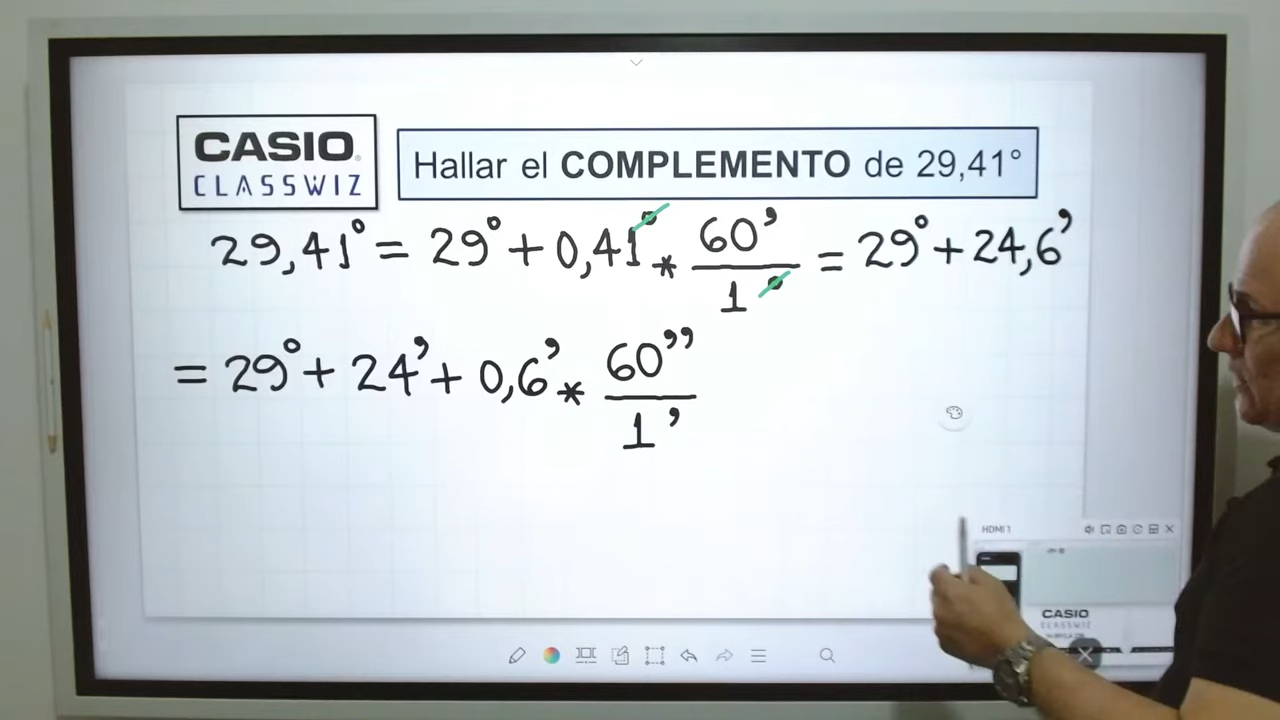 CASIO
CLASSWIZ
Hallar el COMPLEMENTO de 29,41°
29,41° = 29° + 0,41° * 60’ / 1° = 29° + 24,6’
= 29° + 24’ + 0,6’ * 60’’ / 1’
HDMI 1
CASIO
CLASSWIZ